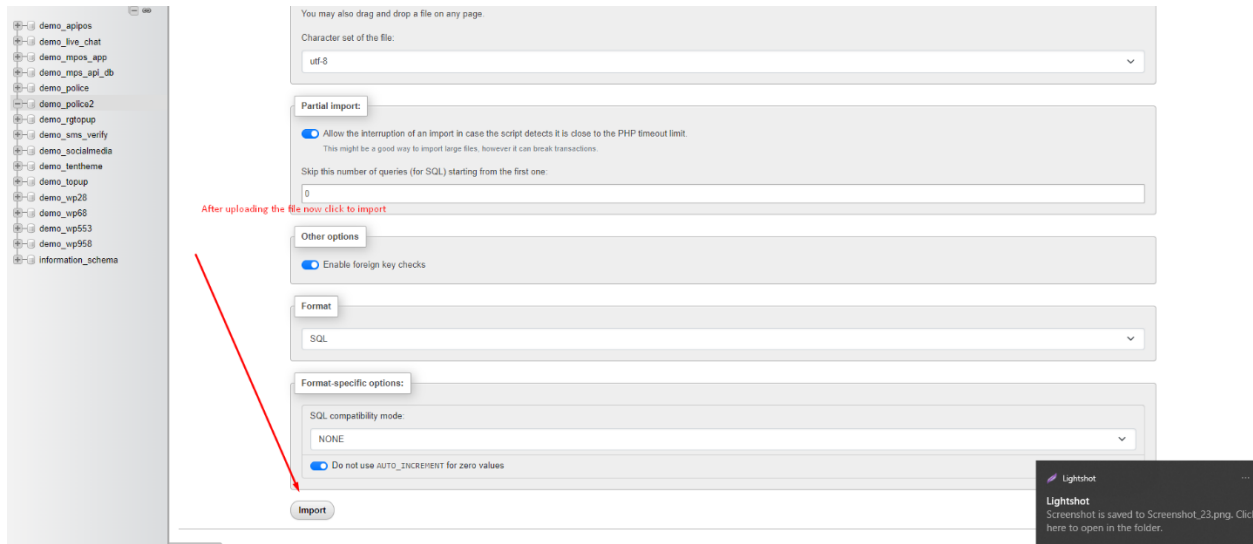 demo_apipos
demo_live_chat
demo_mpos_app
demo_mps_api_db
demo_police
demo_police2
demo_rgtopup
demo_sms_verify
demo_socialmedia
demo_tentheme
demo_topup
demo_wp28
demo_wp68
demo_wp553
demo_wp958
information_schema
You may also drag and drop a file on any page.
Character set of the file:
utf-8
Partial import:
Allow the interruption of an import in case the script detects it is close to the PHP timeout limit.
This might be a good way to import large files, however it can break transactions.
Skip this number of queries (for SQL) starting from the first one:
0
After uploading the file now click to import
Other options
Enable foreign key checks
Format
SQL
Format-specific options:
SQL compatibility mode:
NONE
Do not use AUTO_INCREMENT for zero values
Import
Lightshot
Lightshot
Screenshot is saved to Screenshot_23.png. Clic
here to open in the folder.